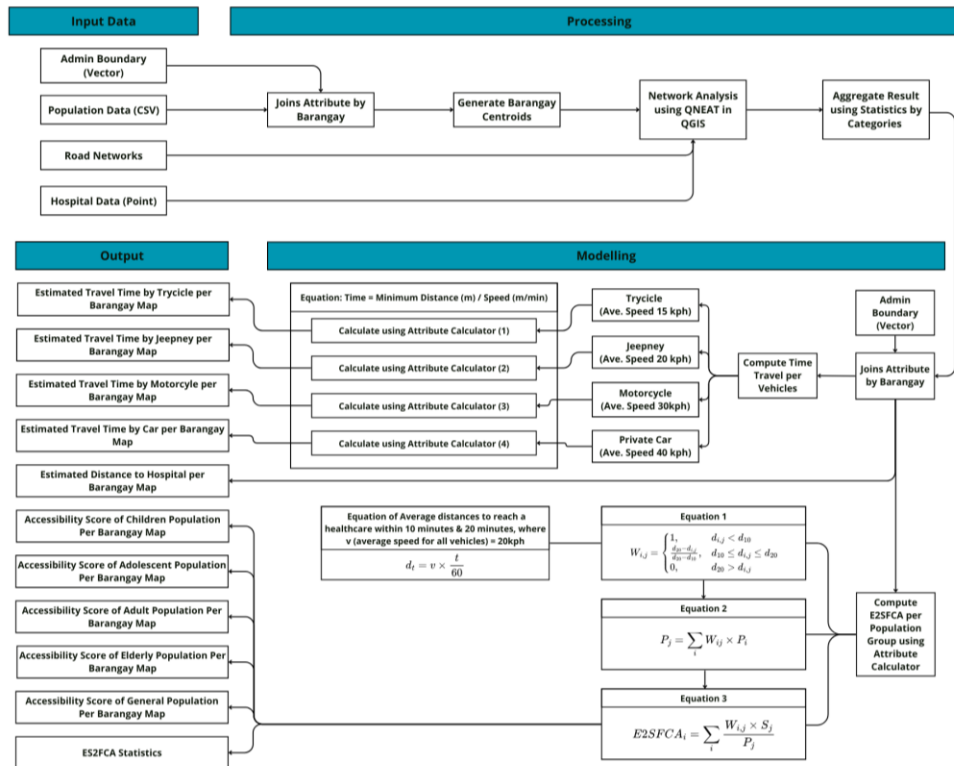 Input Data
Processing
Admin Boundary
(Vector)
Population Data (CSV)
Road Networks
Hospital Data (Point)
Joins Attribute by
Barangay
Generate Barangay
Centroids
Network Analysis
using QNEAT in
QGIS
Aggregate Result
using Statistics by
Categories
Output
Modelling
Estimated Travel Time by Trycicle per
Barangay Map
Estimated Travel Time by Jeepney per
Barangay Map
Estimated Travel Time by Motorcyle per
Barangay Map
Estimated Travel Time by Car per Barangay
Map
Estimated Distance to Hospital per
Barangay Map
Accessibility Score of Children Population
Per Barangay Map
Accessibility Score of Adolescent Population
Per Barangay Map
Accessibility Score of Adult Population Per
Barangay Map
Accessibility Score of Elderly Population Per
Barangay Map
Accessibility Score of General Population
Per Barangay Map
ES2FCA Statistics
Equation: Time = Minimum Distance (m) / Speed (m/min)
Calculate using Attribute Calculator (1)
Calculate using Attribute Calculator (2)
Calculate using Attribute Calculator (3)
Calculate using Attribute Calculator (4)
Trycicle
(Ave. Speed 15 kph)
Jeepney
(Ave. Speed 20 kph)
Motorcycle
(Ave. Speed 30kph)
Private Car
(Ave. Speed 40 kph)
Compute Time
Travel per
Vehicles
Admin
Boundary
(Vector)
Joins Attribute
by Barangay
Equation of Average distances to reach a
healthcare within 10 minutes & 20 minutes, where
v (average speed for all vehicles) = 20kph
d_t = v × t/60
Equation 1
W_{i,j} = { 1, d_{i,j} < d_{10}
(d_{20} − d_{i,j})/(d_{20} − d_{10}), d_{10} ≤ d_{i,j} ≤ d_{20}
0, d_{20} > d_{i,j}
Equation 2
P_j = ∑_i W_{ij} × P_i
Equation 3
E2SFCA_i = ∑_i (W_{i,j} × S_j)/P_j
Compute
E2SFCA per
Population
Group using
Attribute
Calculator